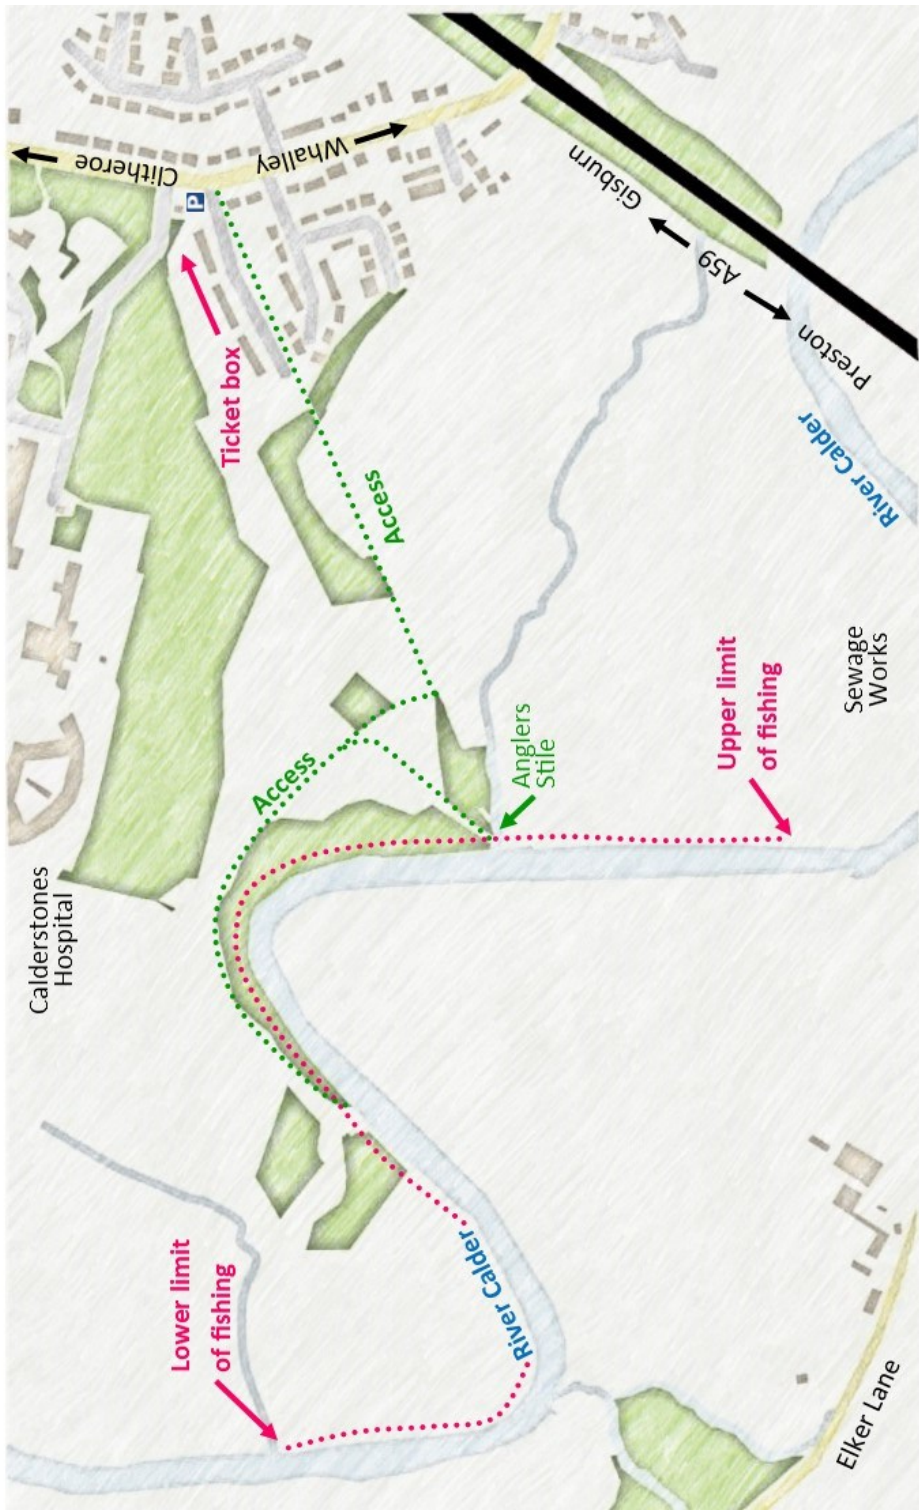 Calderstones
Hospital
Clitheroe
P
Whalley
Ticket box
Gisburn
A59
Preston
River Calder
Access
Access
Anglers
Stile
Upper limit
of fishing
Sewage
Works
Lower limit
of fishing
River Calder
Elker Lane